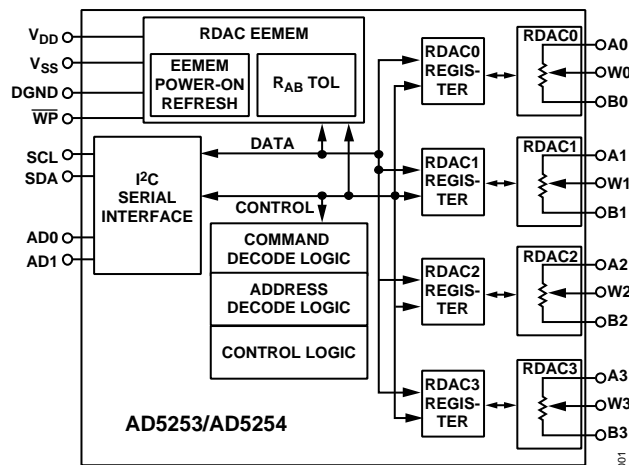 VDD
VSS
DGND
WP
SCL
SDA
AD0
AD1
RDAC EEMEM
EEMEM
POWER-ON
REFRESH
RAB TOL
DATA
I2C
SERIAL
INTERFACE
CONTROL
COMMAND
DECODE LOGIC
ADDRESS
DECODE LOGIC
CONTROL LOGIC
AD5253/AD5254
RDAC0
REGIS-
TER
RDAC0
A0
W0
B0
RDAC1
REGIS-
TER
RDAC1
A1
W1
B1
RDAC2
REGIS-
TER
RDAC2
A2
W2
B2
RDAC3
REGIS-
TER
RDAC3
A3
W3
B3